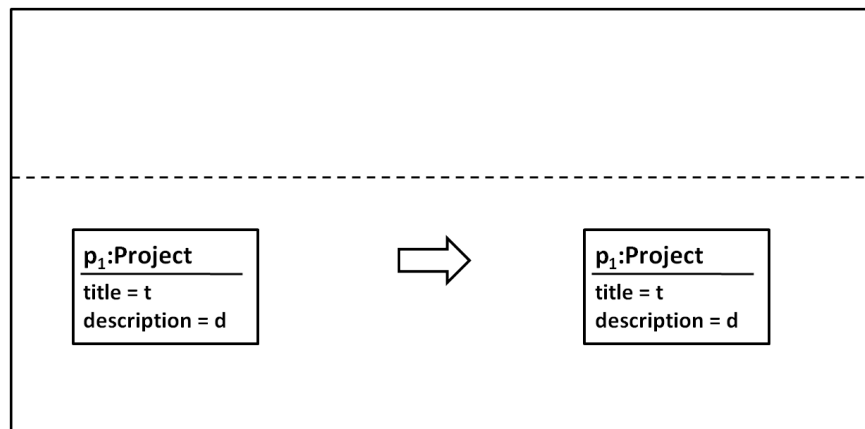 p₁:Project
title = t
description = d
p₁:Project
title = t
description = d